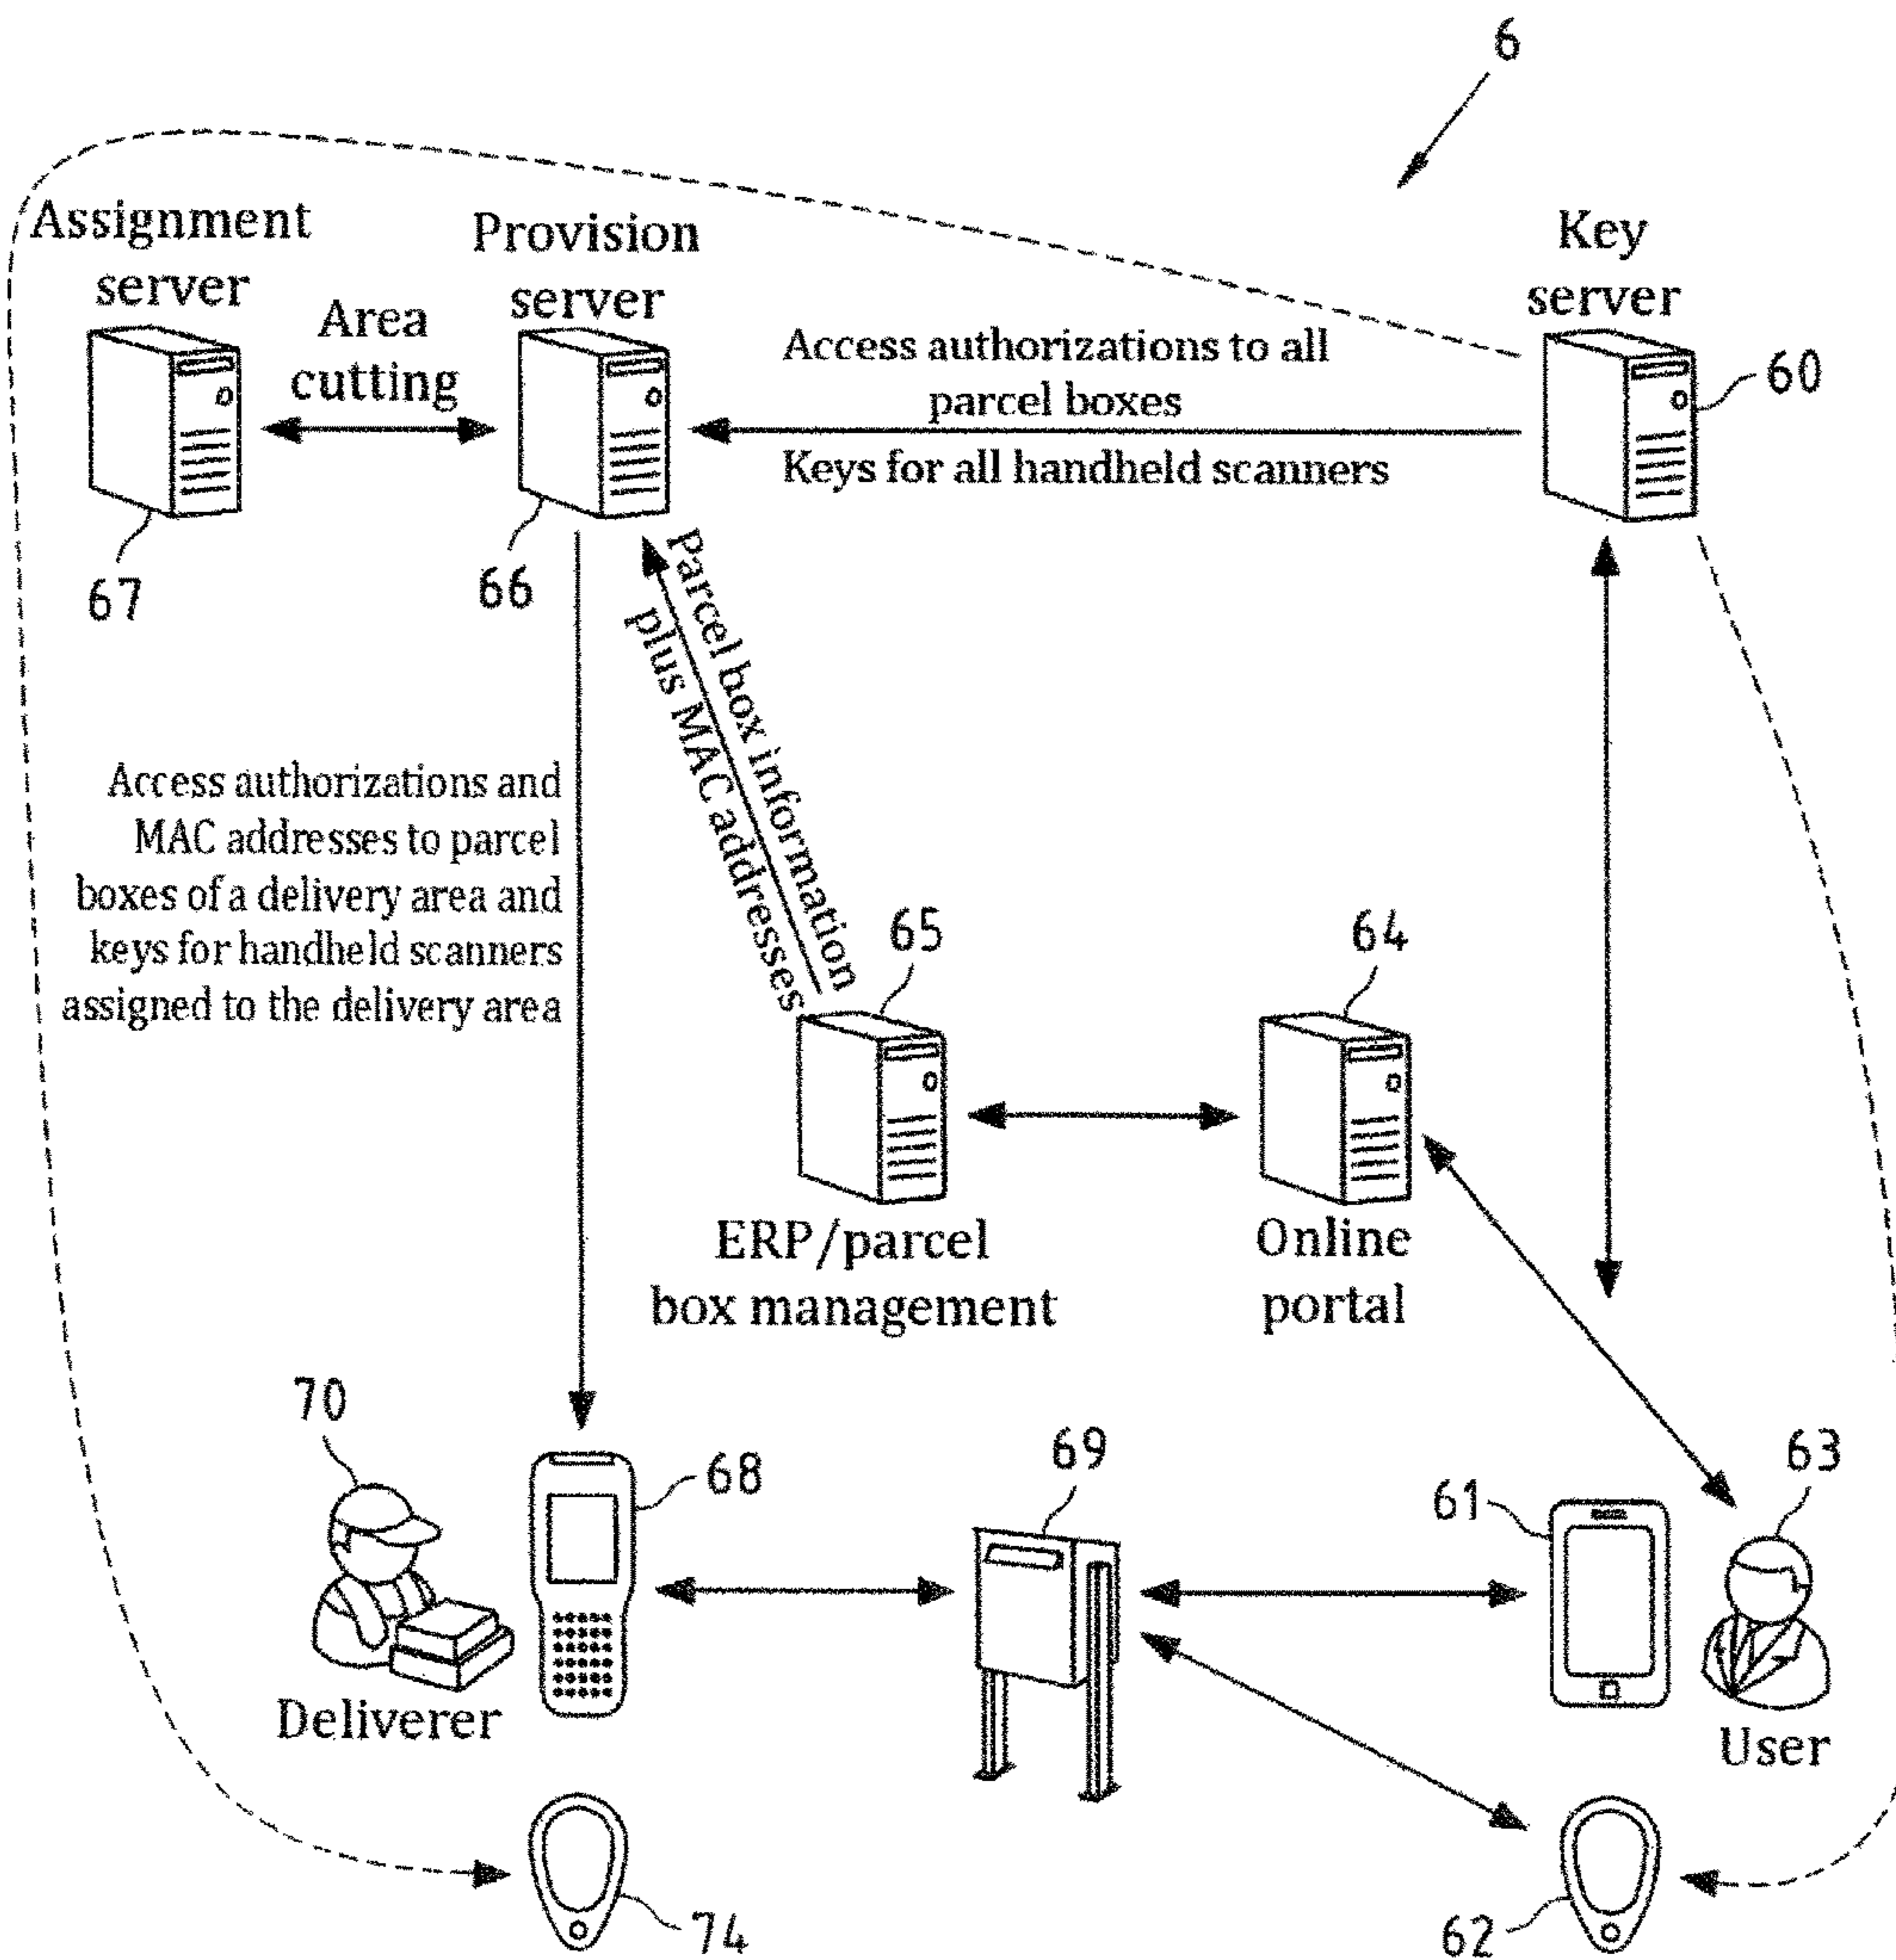 6
Assignment
server
Provision
server
Key
server
Area
cutting
Access authorizations to all
parcel boxes
Keys for all handheld scanners
60
67
66
Parcel box information
plus MAC addresses
Access authorizations and
MAC addresses to parcel
boxes of a delivery area and
keys for handheld scanners
assigned to the delivery area
65
64
ERP/parcel
box management
Online
portal
70
68
69
61
63
Deliverer
User
74
62